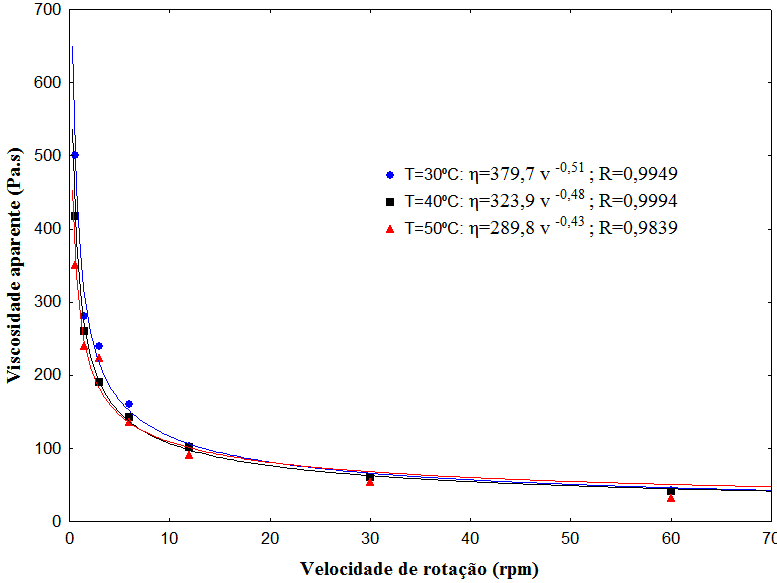 700
600
500
400
300
200
100
0
Viscosidade aparente (Pa.s)
T=30ºC: η=379,7 v -0,51 ; R=0,9949
T=40ºC: η=323,9 v -0,48 ; R=0,9994
T=50ºC: η=289,8 v -0,43 ; R=0,9839
0 10 20 30 40 50 60 70
Velocidade de rotação (rpm)